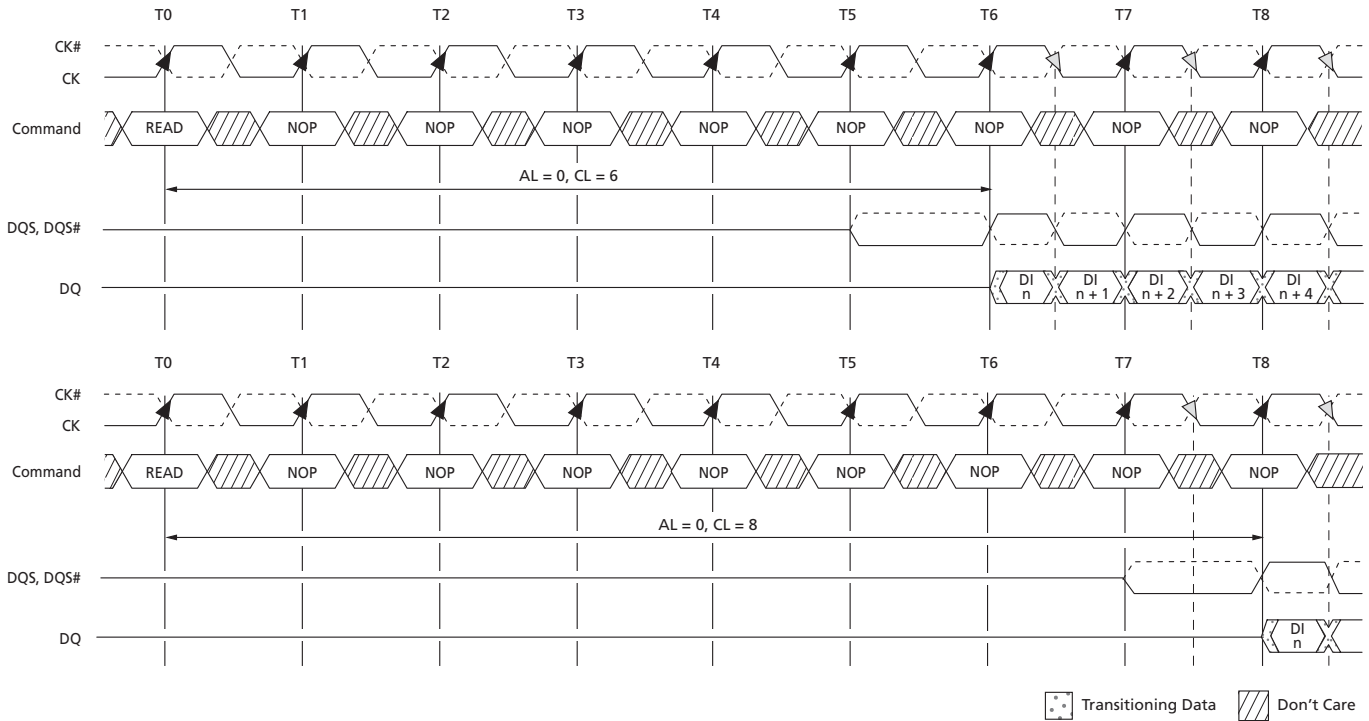 T0 T1 T2 T3 T4 T5 T6 T7 T8
CK#
CK
Command READ NOP NOP NOP NOP NOP NOP NOP NOP
AL = 0, CL = 6
DQS, DQS#
DQ DI n DI n + 1 DI n + 2 DI n + 3 DI n + 4
T0 T1 T2 T3 T4 T5 T6 T7 T8
CK#
CK
Command READ NOP NOP NOP NOP NOP NOP NOP NOP
AL = 0, CL = 8
DQS, DQS#
DQ DI n
Transitioning Data Don't Care